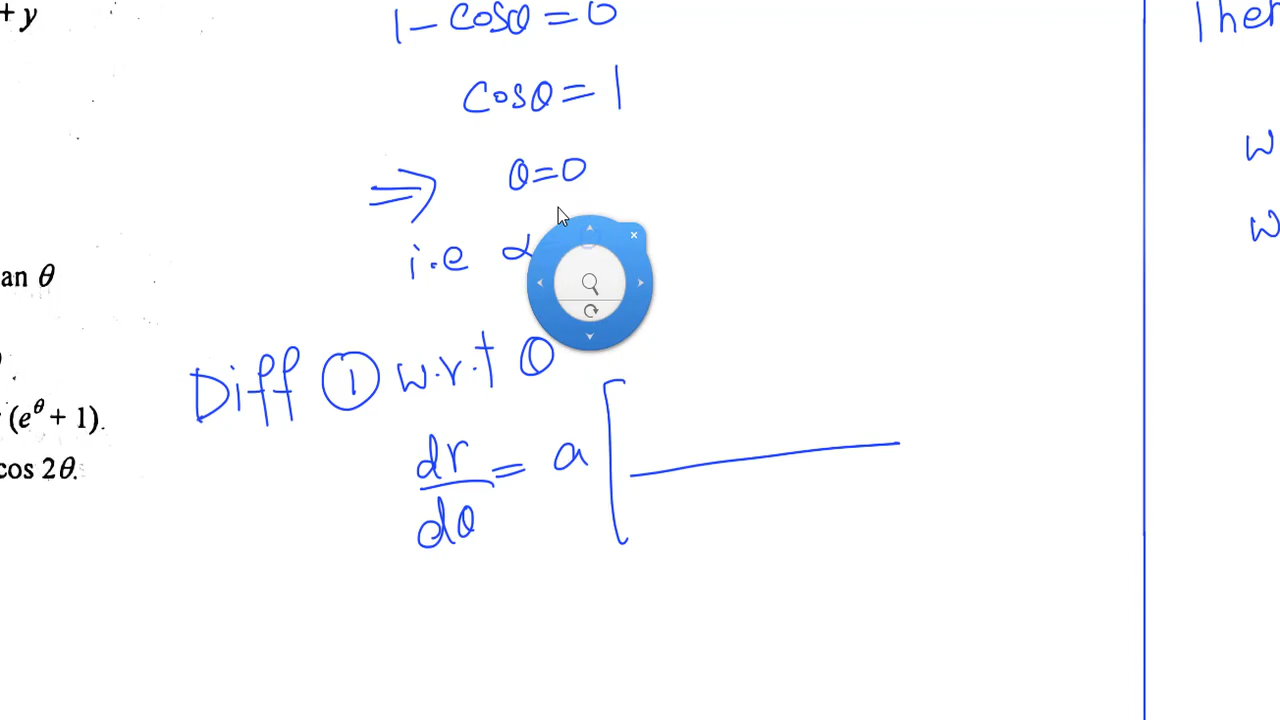 + y
1 - cosθ = 0
cosθ = 1
⇒ θ = 0
i.e α
an θ
Diff ① w.r.t θ
(e^θ + 1).
dr/dθ = a [
cos 2θ.
Ther
w
w